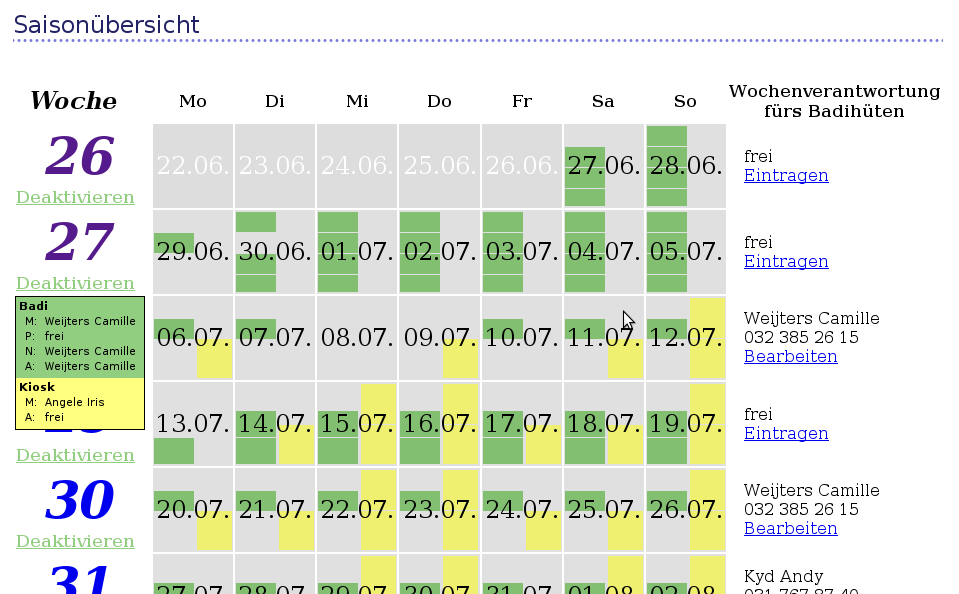 Saisonübersicht
Woche Mo Di Mi Do Fr Sa So Wochenverantwortung
fürs Badihüten
26 22.06. 23.06. 24.06. 25.06. 26.06. 27.06. 28.06. frei
Deaktivieren Eintragen
27 29.06. 30.06. 01.07. 02.07. 03.07. 04.07. 05.07. frei
Deaktivieren Eintragen
Badi
M: Weijters Camille
P: frei
N: Weijters Camille
A: Weijters Camille
Kiosk
M: Angele Iris
A: frei
06.07. 07.07. 08.07. 09.07. 10.07. 11.07. 12.07. Weijters Camille
032 385 26 15
Bearbeiten
13.07. 14.07. 15.07. 16.07. 17.07. 18.07. 19.07. frei
Deaktivieren Eintragen
30 20.07. 21.07. 22.07. 23.07. 24.07. 25.07. 26.07. Weijters Camille
032 385 26 15
Deaktivieren Bearbeiten
31 27.07. 28.07. 29.07. 30.07. 31.07. 01.08. 02.08. Kyd Andy